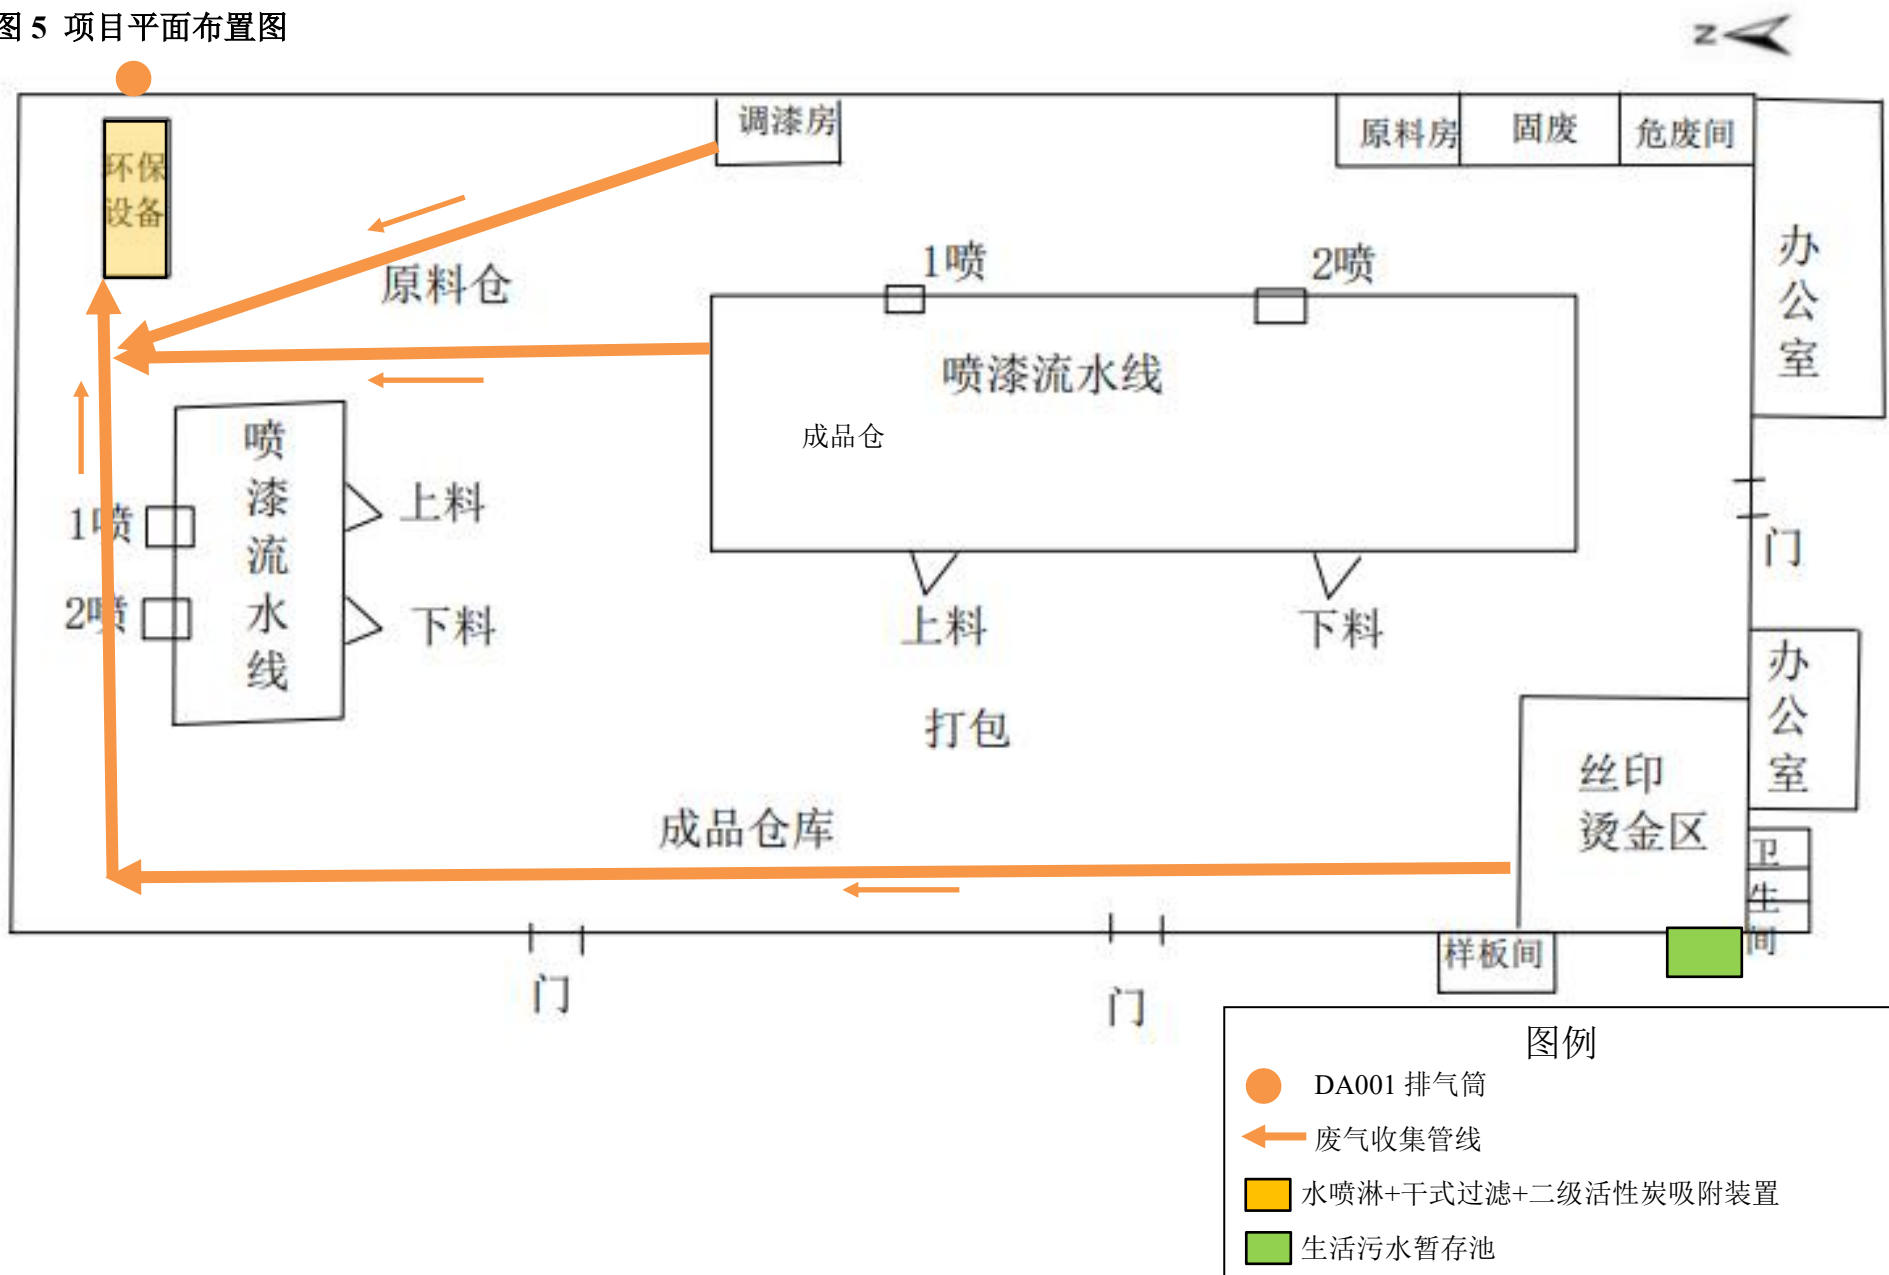 图 5 项目平面布置图
N
环保
设备
调漆房
原料房
固废
危废间
办公室
原料仓
1喷
2喷
喷漆流水线
成品仓
喷漆流水线
1喷
2喷
上料
下料
上料
下料
门
打包
办公室
丝印
烫金区
成品仓库
卫生间
样板间
门
门
图例
DA001 排气筒
废气收集管线
水喷淋+干式过滤+二级活性炭吸附装置
生活污水暂存池